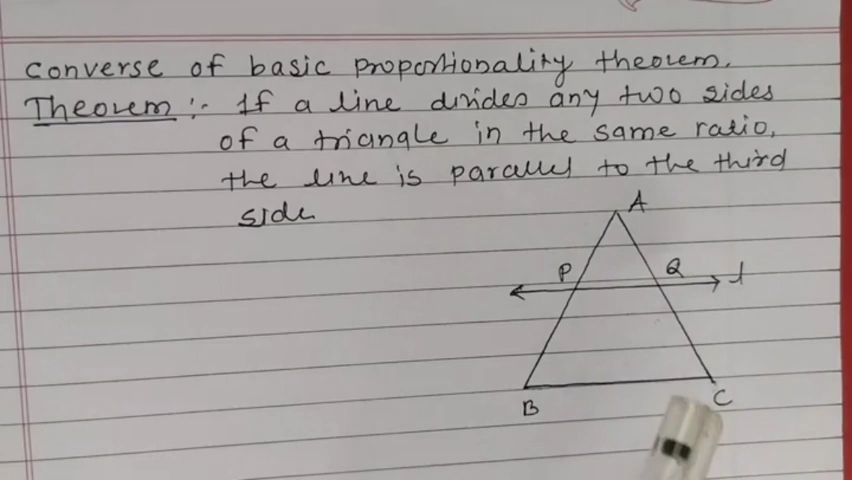 converse of basic proportionality theorem.
Theorem :- If a line divides any two sides
of a triangle in the same ratio,
the line is parallel to the third
side
A
P Q l
B C